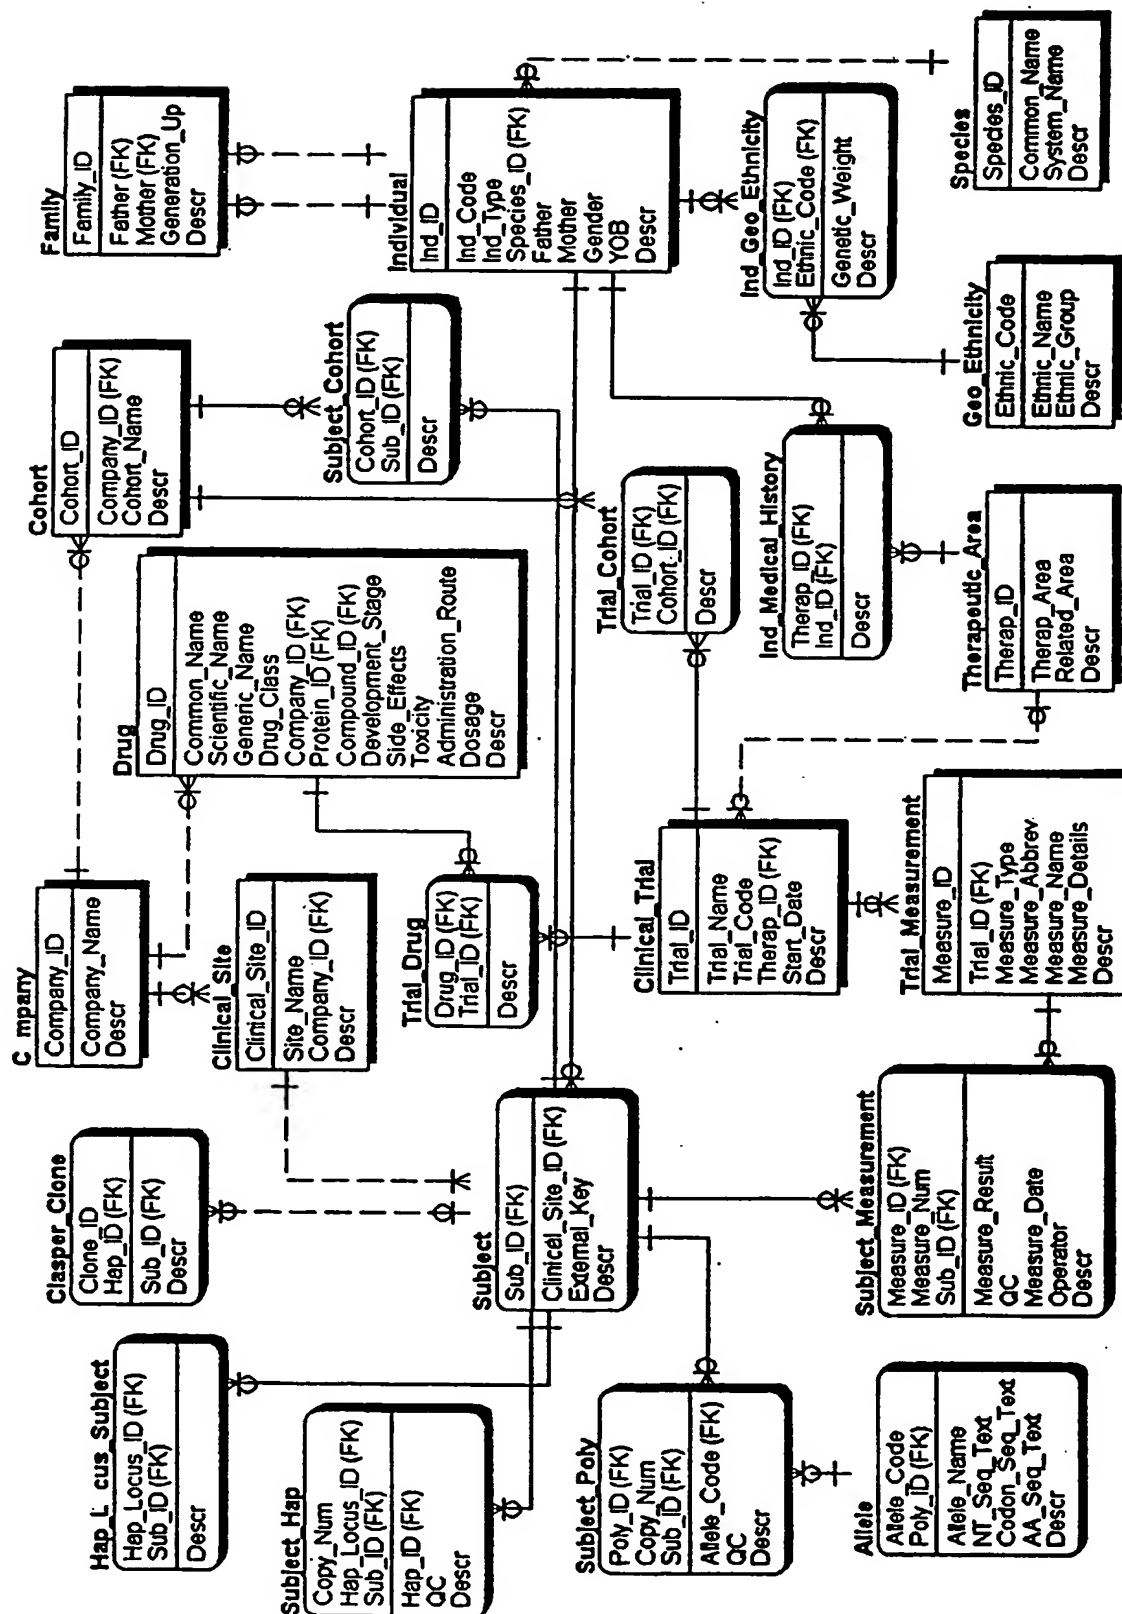 Hap_L cus_Subject
Hap_Locus_ID (FK)
Sub_ID (FK)
Descr
Clasper_Clone
Clone_ID
Hap_ID (FK)
Sub_ID (FK)
Descr
C mpany
Company_ID
Company_Name
Descr
Cohort
Cohort_ID
Company_ID (FK)
Cohort_Name
Descr
Family
Family_ID
Father (FK)
Mother (FK)
Generation_Up
Descr
Drug
Drug_ID
Common_Name
Scientific_Name
Generic_Name
Drug_Class
Company_ID (FK)
Protein_ID (FK)
Compound_ID (FK)
Development_Stage
Side_Effects
Toxicity
Administration_Route
Dosage
Descr
Clinical_Site
Clinical_Site_ID
Site_Name
Company_ID (FK)
Descr
Subject_Hap
Copy_Num
Hap_Locus_ID (FK)
Sub_ID (FK)
Hap_ID (FK)
QC
Descr
Subject_Cohort
Cohort_ID (FK)
Sub_ID (FK)
Descr
Individual
Ind_ID
Ind_Code
Ind_Type
Species_ID (FK)
Father
Mother
Gender
YOB
Descr
Trial_Drug
Drug_ID (FK)
Trial_ID (FK)
Descr
Subject
Sub_ID (FK)
Clinical_Site_ID (FK)
External_Key
Descr
Subject_Poly
Poly_ID (FK)
Copy_Num
Sub_ID (FK)
Allele_Code (FK)
QC
Descr
Trial_Cohort
Trial_ID (FK)
Cohort_ID (FK)
Descr
Clinical_Trial
Trial_ID
Trial_Name
Trial_Code
Therap_ID (FK)
Start_Date
Descr
Ind_Geo_Ethnicity
Ind_ID (FK)
Ethnic_Code (FK)
Genetic_Weight
Descr
Ind_Medical_History
Therap_ID (FK)
Ind_ID (FK)
Descr
Allele
Allele_Code
Poly_ID (FK)
Allele_Name
NT_Seq_Text
Codon_Seq_Text
AA_Seq_Text
Descr
Subject_Measurement
Measure_ID (FK)
Measure_Num
Sub_ID (FK)
Measure_Result
QC
Measure_Date
Operator
Descr
Trial_Measurement
Measure_ID
Trial_ID (FK)
Measure_Type
Measure_Abbrev
Measure_Name
Measure_Details
Descr
Therapeutic_Area
Therap_ID
Therap_Area
Related_Area
Descr
Geo_Ethnicity
Ethnic_Code
Ethnic_Name
Ethnic_Group
Descr
Species
Species_ID
Common_Name
System_Name
Descr